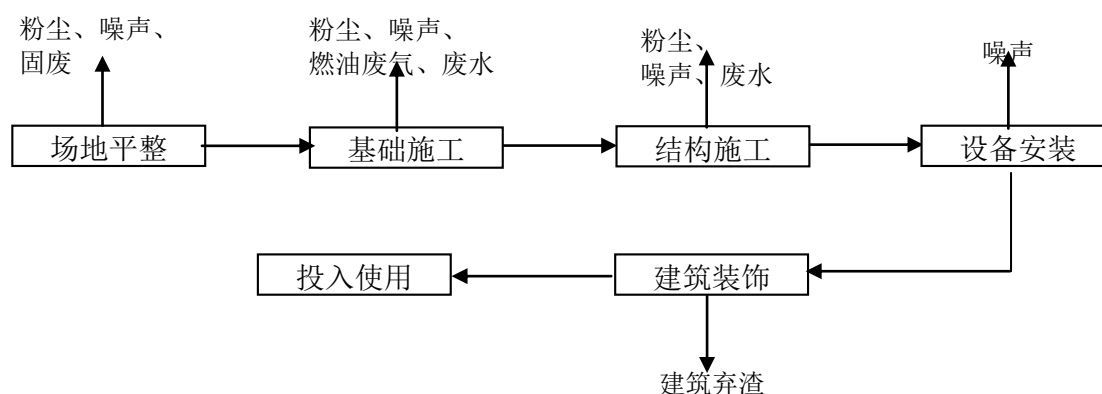 粉尘、噪声、
固废
粉尘、噪声、
燃油废气、废水
粉尘、
噪声、废水
噪声
场地平整
基础施工
结构施工
设备安装
投入使用
建筑装饰
建筑弃渣